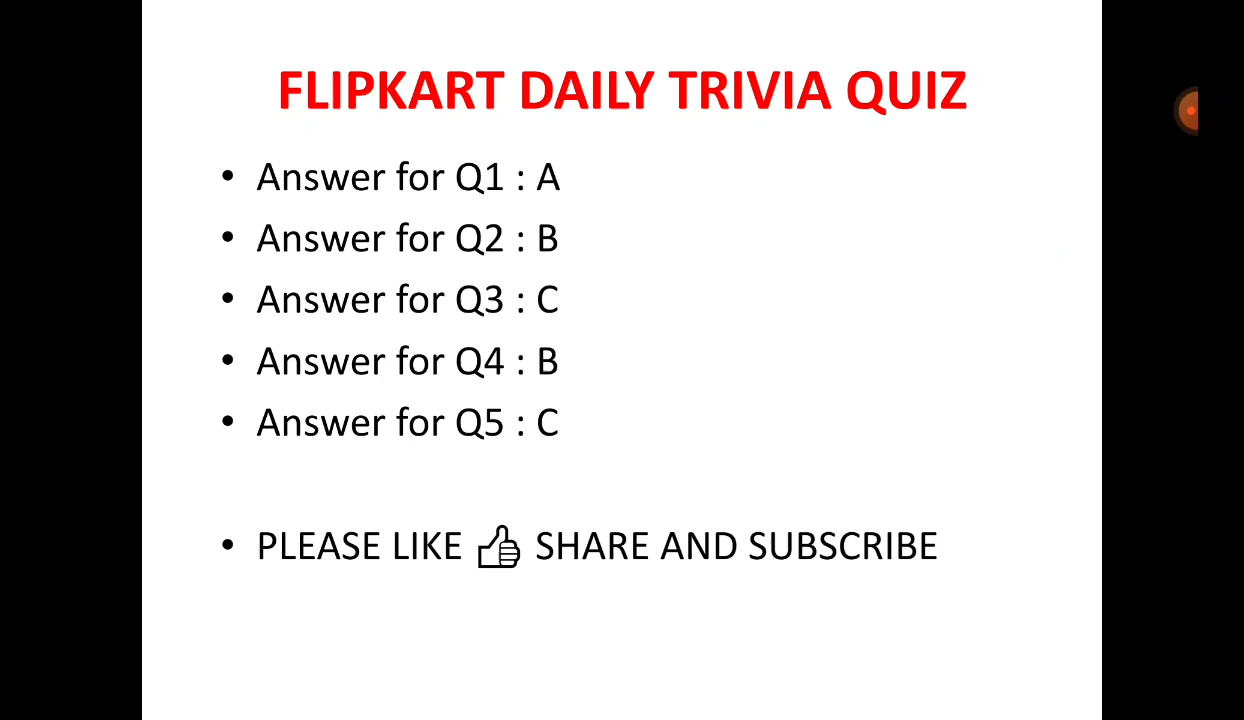 FLIPKART DAILY TRIVIA QUIZ
• Answer for Q1 : A
• Answer for Q2 : B
• Answer for Q3 : C
• Answer for Q4 : B
• Answer for Q5 : C
• PLEASE LIKE 👍 SHARE AND SUBSCRIBE